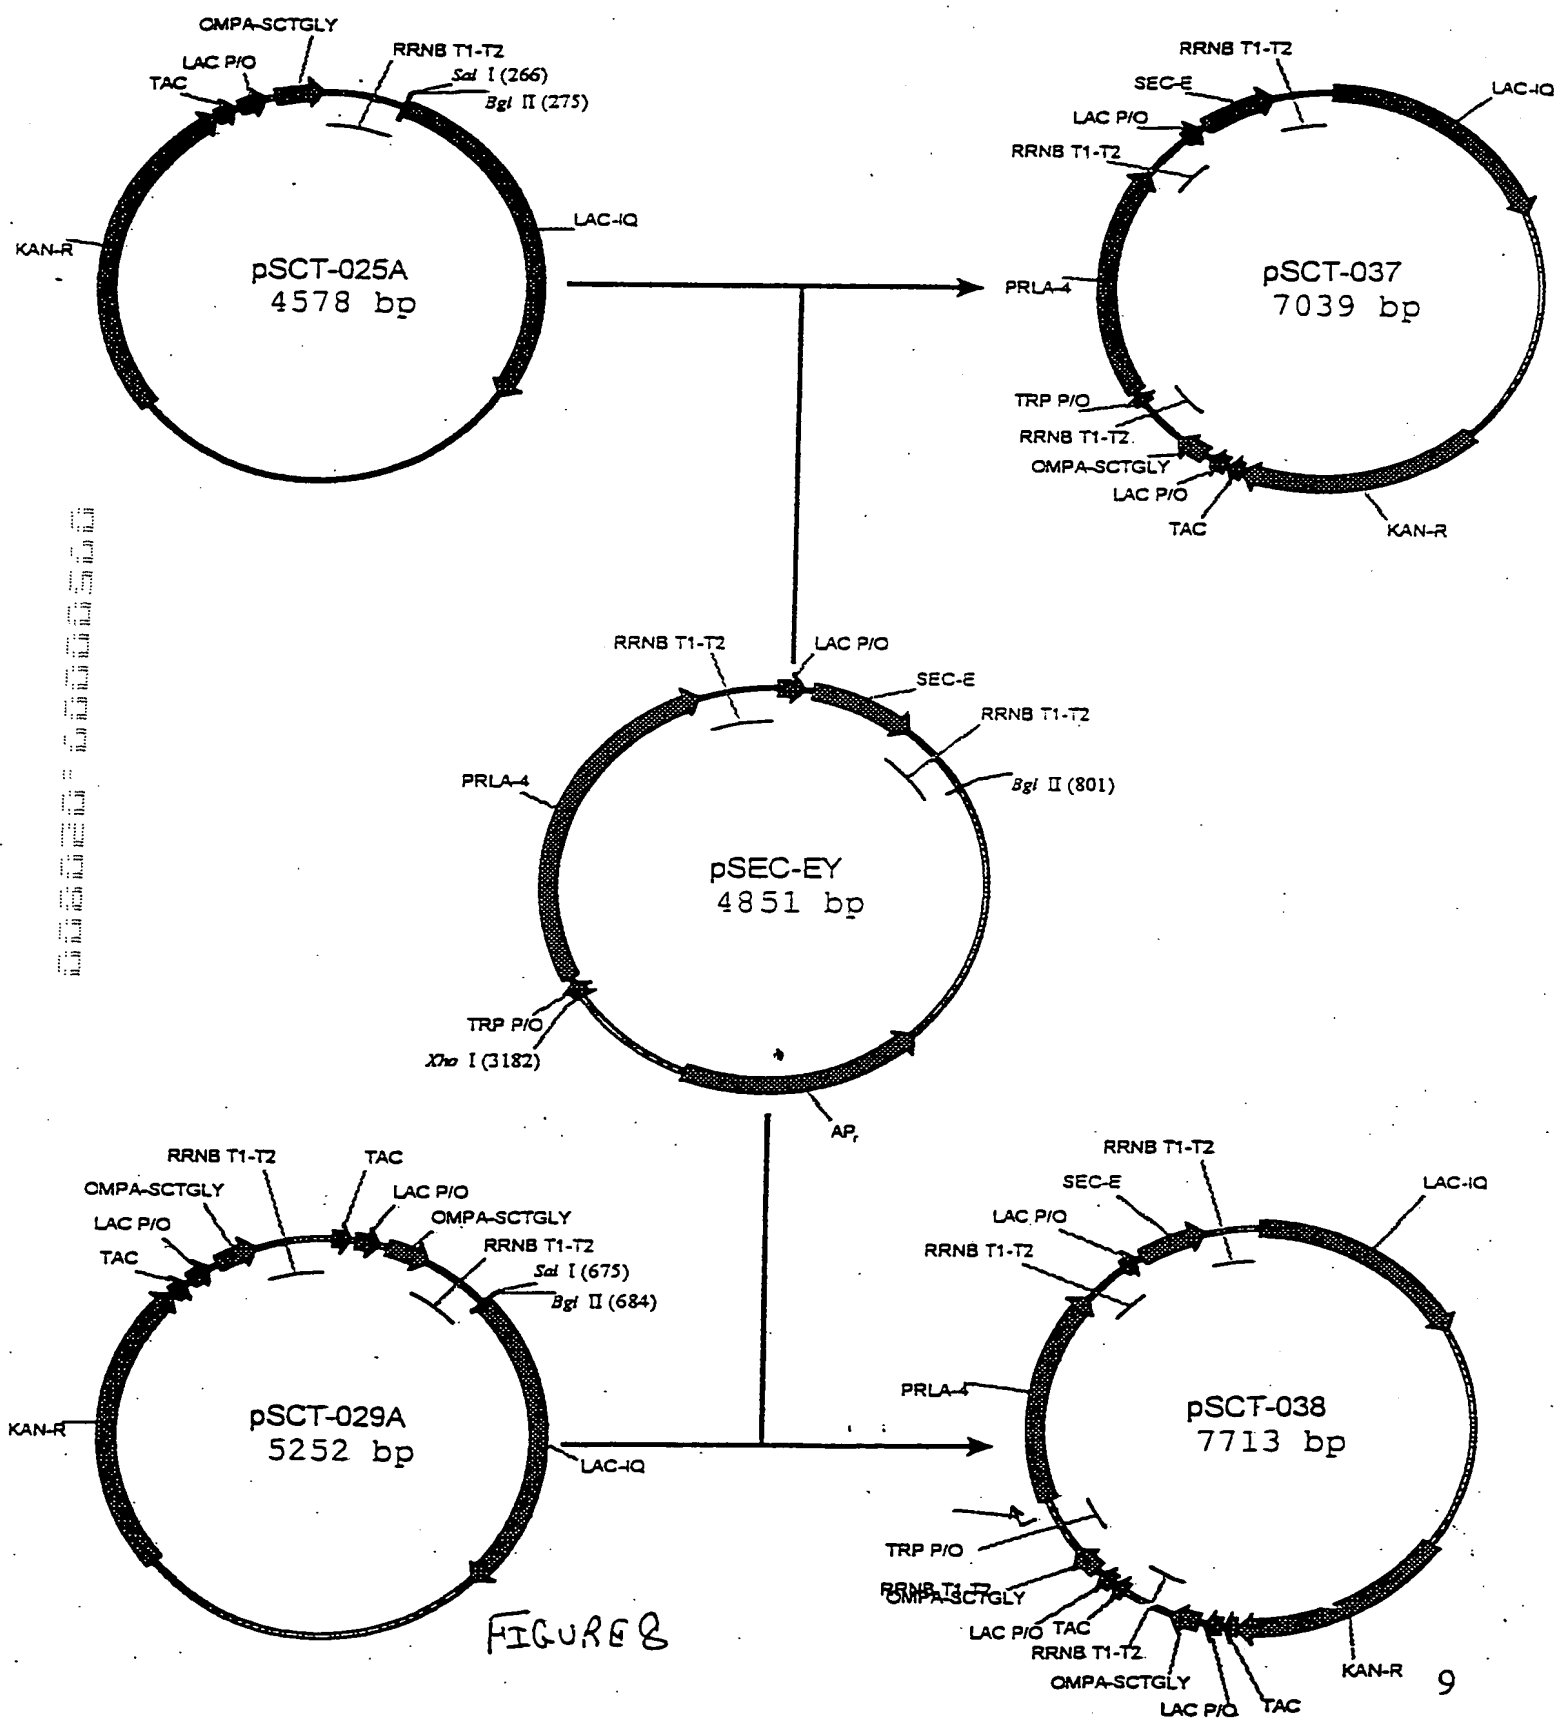 OMPA-SCTGLY
RRNB T1-T2
LAC P/O
Sal I (266)
TAC
Bgl II (275)
KAN-R
LAC-IQ
pSCT-025A
4578 bp
RRNB T1-T2
SEC-E
LAC-IQ
LAC P/O
RRNB T1-T2
PRLA-4
pSCT-037
7039 bp
TRP P/O
RRNB T1-T2
OMPA-SCTGLY
LAC P/O
TAC
KAN-R
RRNB T1-T2
LAC P/O
SEC-E
RRNB T1-T2
PRLA-4
Bgl II (801)
pSEC-EY
4851 bp
TRP P/O
Xho I (3182)
APr
RRNB T1-T2
TAC
OMPA-SCTGLY
LAC P/O
LAC P/O
OMPA-SCTGLY
TAC
RRNB T1-T2
Sal I (675)
Bgl II (684)
KAN-R
pSCT-029A
5252 bp
LAC-IQ
RRNB T1-T2
SEC-E
LAC-IQ
LAC P/O
RRNB T1-T2
PRLA-4
pSCT-038
7713 bp
TRP P/O
RRNB T1-T2
OMPA-SCTGLY
LAC P/O
TAC
RRNB T1-T2
OMPA-SCTGLY
LAC P/O
TAC
KAN-R
FIGURE 8
9